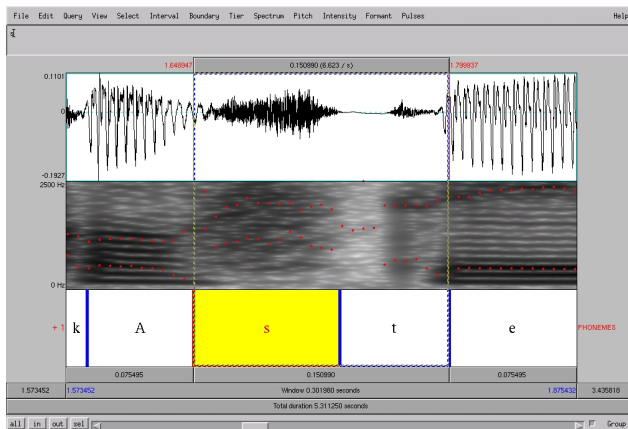 File Edit Query View Select Interval Boundary Tier Spectrum Pitch Intensity Formant Pulses Help
s
1.648947 0.150990 (6.623 / s) 1.799937
0.1101
0
-0.1927
2500 Hz
0 Hz
+ 1 k A s t e PHONEMES
0.075495 0.150990 0.075495
1.573452 1.573452 Window 0.301980 seconds 1.875432 3.435818
Total duration 5.311250 seconds
all in out sel Group